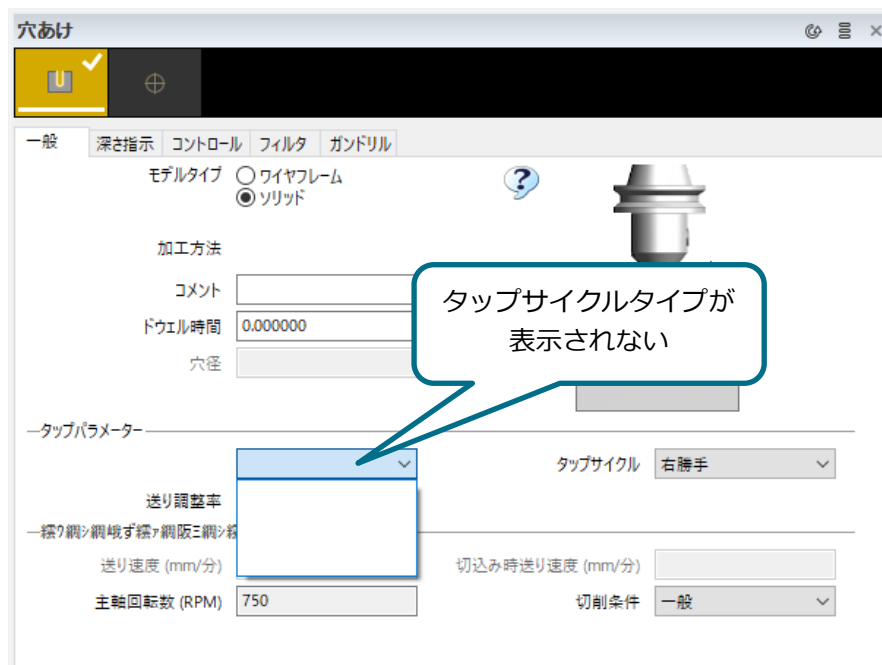 穴あけ
一般 深さ指示 コントロール フィルタ ガンドリル
モデルタイプ ワイヤフレーム
ソリッド
加工方法
コメント
ドウェル時間 0.000000
穴径
タップサイクルタイプが
表示されない
タップパラメーター
タップサイクル 右勝手
送り調整率
送り速度 (mm/分) 切込み時送り速度 (mm/分)
主軸回転数 (RPM) 750 切削条件 一般